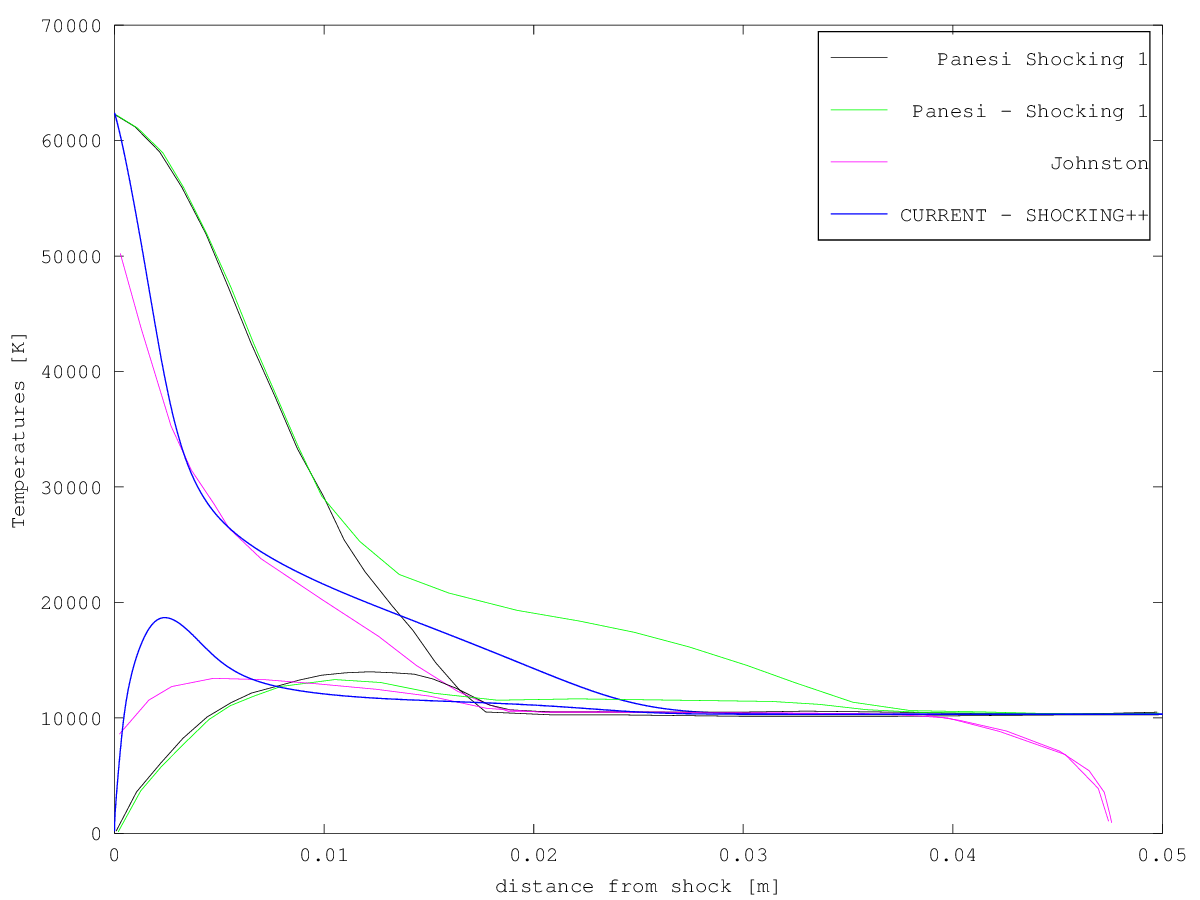 70000
60000
50000
40000
30000
20000
10000
0
Temperatures [K]
Panesi Shocking 1
Panesi - Shocking 1
Johnston
CURRENT - SHOCKING++
0 0.01 0.02 0.03 0.04 0.05
distance from shock [m]